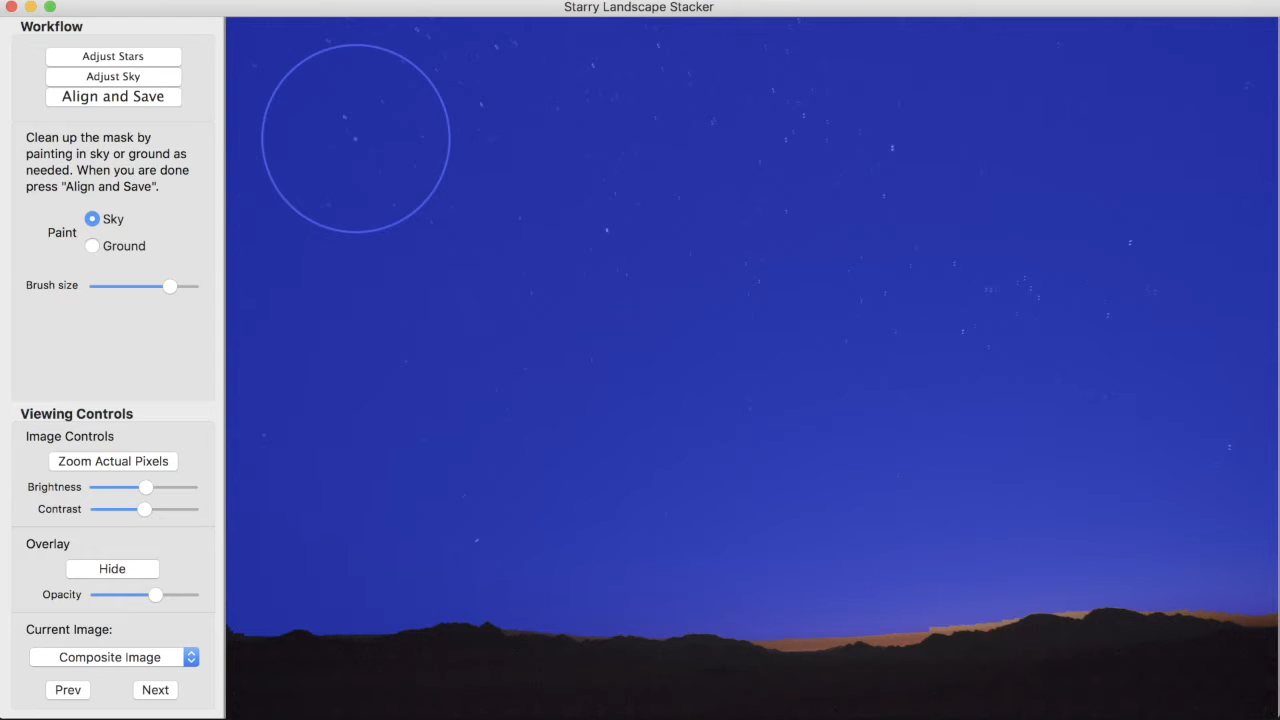 Starry Landscape Stacker
Workflow
Adjust Stars
Adjust Sky
Align and Save
Clean up the mask by
painting in sky or ground as
needed. When you are done
press "Align and Save".
Paint
Sky
Ground
Brush size
Viewing Controls
Image Controls
Zoom Actual Pixels
Brightness
Contrast
Overlay
Hide
Opacity
Current Image:
Composite Image
Prev Next